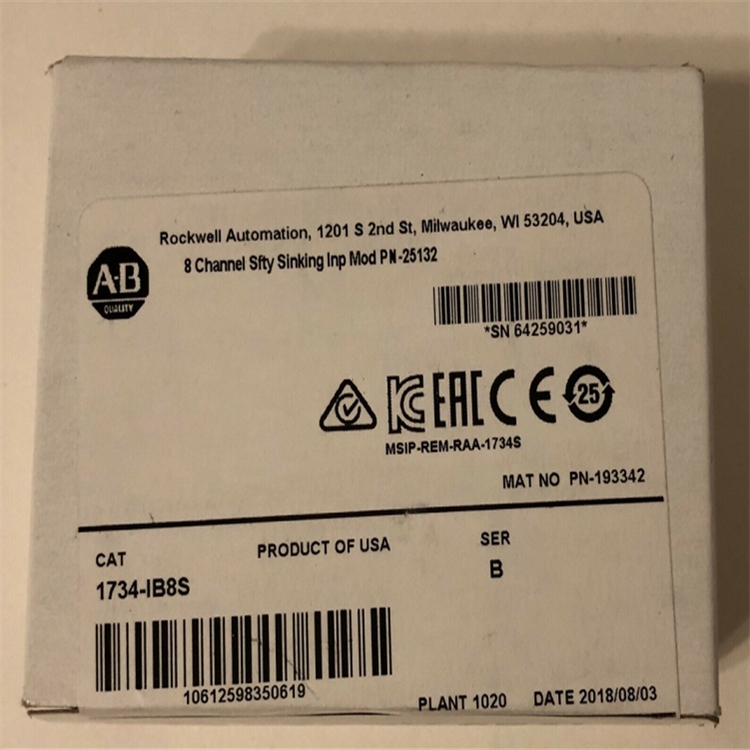 Rockwell Automation, 1201 S 2nd St, Milwaukee, WI 53204, USA
8 Channel Sfty Sinking Inp Mod PN-25132
A-B
QUALITY
*SN 64259031*
EAC CE 25
MSIP-REM-RAA-1734S
MAT NO PN-193342
CAT PRODUCT OF USA SER
1734-IB8S B
10612598350619
PLANT 1020 DATE 2018/08/03